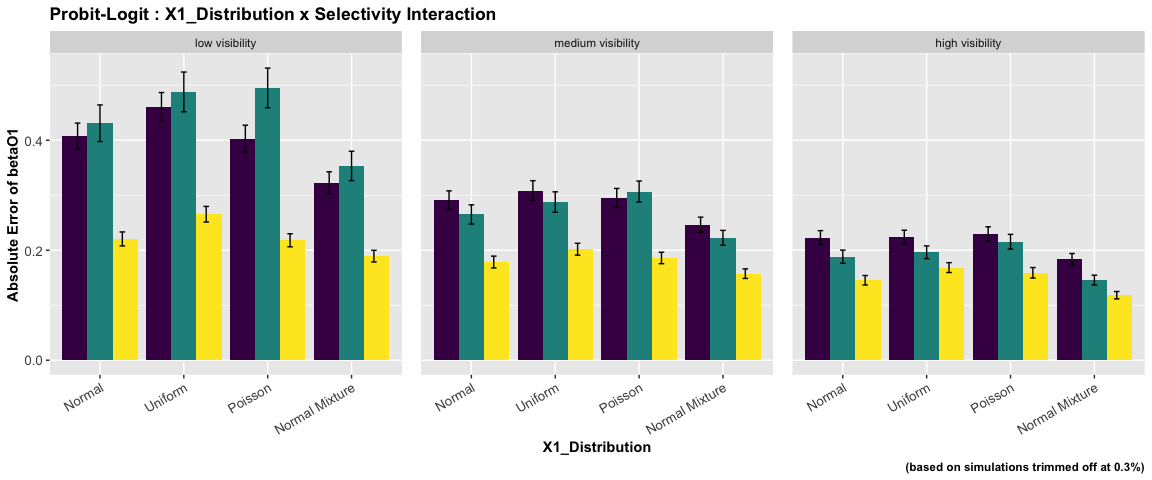 Probit-Logit : X1_Distribution x Selectivity Interaction
low visibility
medium visibility
high visibility
Absolute Error of betaO1
0.4
0.2
0.0
Normal
Uniform
Poisson
Normal Mixture
Normal
Uniform
Poisson
Normal Mixture
Normal
Uniform
Poisson
Normal Mixture
X1_Distribution
(based on simulations trimmed off at 0.3%)